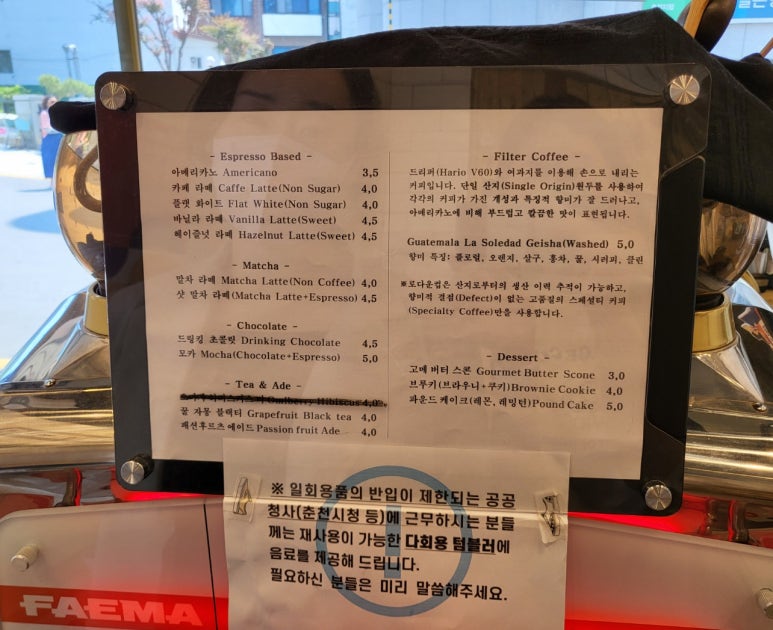 - Espresso Based -
아메리카노 Americano 3,5
카페 라떼 Caffe Latte(Non Sugar) 4,0
플랫 화이트 Flat White(Non Sugar) 4,0
바닐라 라떼 Vanilla Latte(Sweet) 4,5
헤이즐넛 라떼 Hazelnut Latte(Sweet) 4,5
- Matcha -
말차 라떼 Matcha Latte(Non Coffee) 4,0
샷 말차 라떼(Matcha Latte+Espresso) 4,5
- Chocolate -
드링킹 초콜릿 Drinking Chocolate 4,5
모카 Mocha(Chocolate+Espresso) 5,0
- Tea & Ade -
Hibiscus 4,0
꿀 자몽 블랙티 Grapefruit Black tea 4,0
패션후르츠 에이드 Passion fruit Ade 4,0
- Filter Coffee -
드리퍼(Hario V60)와 여과지를 이용해 손으로 내리는
커피입니다. 단일 산지(Single Origin)원두를 사용하여
각각의 커피가 가진 개성과 특징적 향미가 잘 드러나고,
아메리카노에 비해 부드럽고 깔끔한 맛이 표현됩니다.
Guatemala La Soledad Geisha(Washed) 5,0
향미 특징: 플로럴, 오렌지, 살구, 홍차, 꿀, 시러피, 클린
※로다운컵은 산지로부터의 생산 이력 추적이 가능하고,
향미적 결점(Defect)이 없는 고품질의 스페셜티 커피
(Specialty Coffee)만을 사용합니다.
- Dessert -
고메 버터 스콘 Gourmet Butter Scone 3,0
브루키(브라우니+쿠키)Brownie Cookie 4,0
파운드 케이크(레몬, 레밍턴)Pound Cake 5,0
※ 일회용품의 반입이 제한되는 공공
청사(춘천시청 등)에 근무하시는 분들
께는 재사용이 가능한 다회용 텀블러에
음료를 제공해 드립니다.
필요하신 분들은 미리 말씀해주세요.
FAEMA